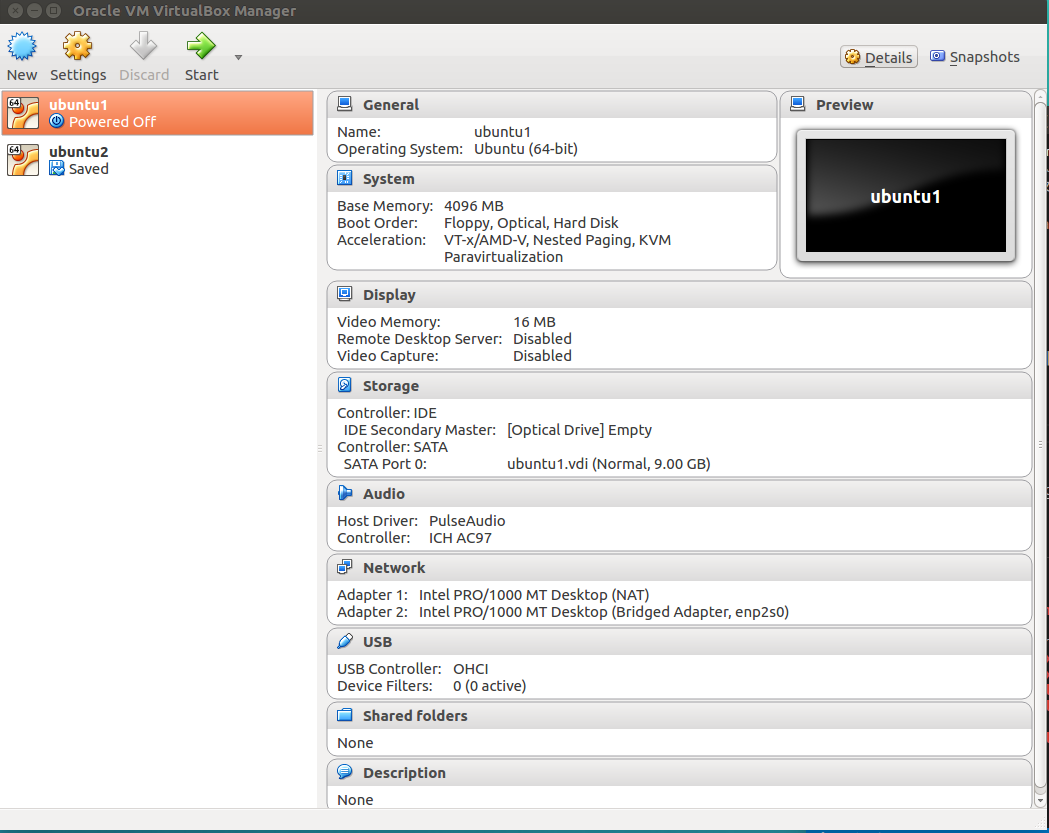 Oracle VM VirtualBox Manager
New Settings Discard Start Details Snapshots
64 ubuntu1
Powered Off
64 ubuntu2
Saved
General
Name: ubuntu1
Operating System: Ubuntu (64-bit)
System
Base Memory: 4096 MB
Boot Order: Floppy, Optical, Hard Disk
Acceleration: VT-x/AMD-V, Nested Paging, KVM
Paravirtualization
Preview
ubuntu1
Display
Video Memory: 16 MB
Remote Desktop Server: Disabled
Video Capture: Disabled
Storage
Controller: IDE
IDE Secondary Master: [Optical Drive] Empty
Controller: SATA
SATA Port 0: ubuntu1.vdi (Normal, 9.00 GB)
Audio
Host Driver: PulseAudio
Controller: ICH AC97
Network
Adapter 1: Intel PRO/1000 MT Desktop (NAT)
Adapter 2: Intel PRO/1000 MT Desktop (Bridged Adapter, enp2s0)
USB
USB Controller: OHCI
Device Filters: 0 (0 active)
Shared folders
None
Description
None